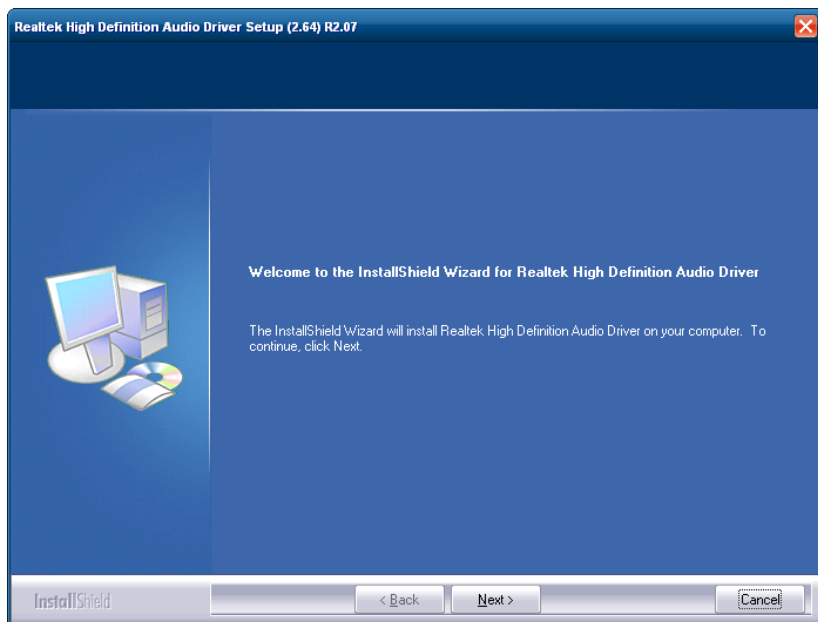 Realtek High Definition Audio Driver Setup (2.64) R2.07
Welcome to the InstallShield Wizard for Realtek High Definition Audio Driver
The InstallShield Wizard will install Realtek High Definition Audio Driver on your computer. To
continue, click Next.
InstallShield
< Back
Next >
Cancel